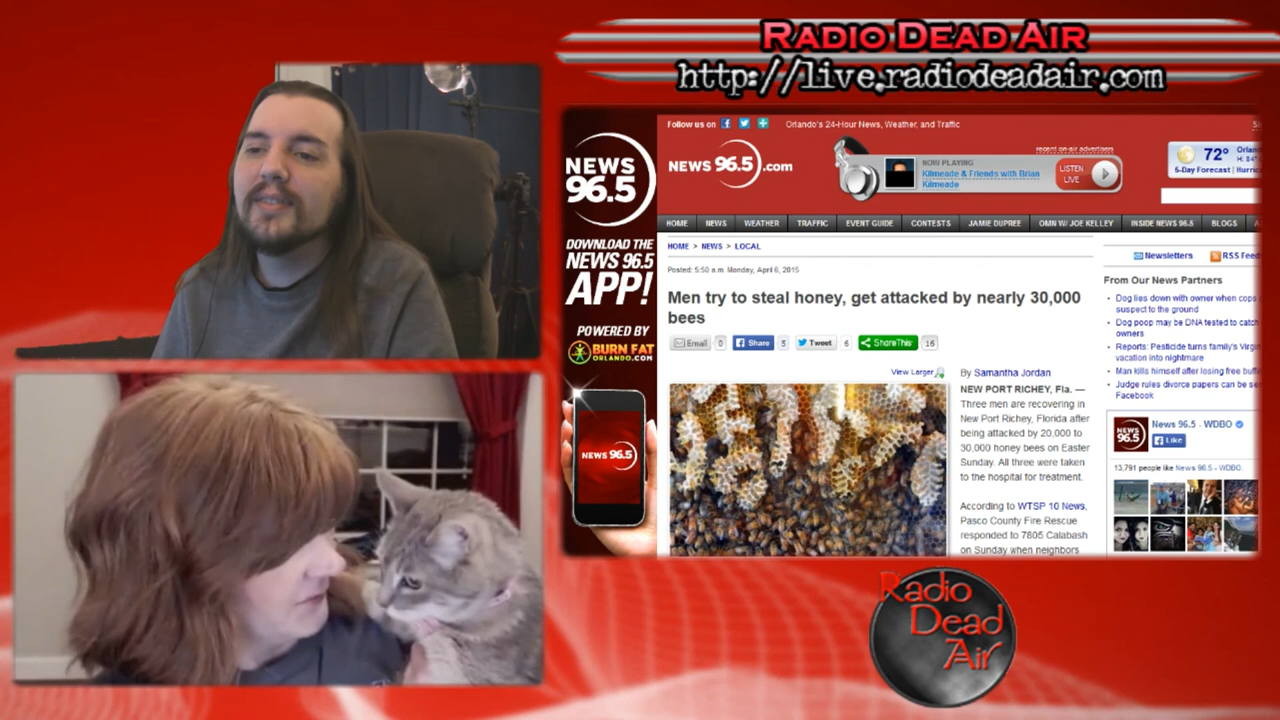 Radio Dead Air
http://live.radiodeadair.com
Follow us on
Orlando's 24-Hour News, Weather, and Traffic
NEWS
96.5
DOWNLOAD THE
NEWS 96.5
APP!
POWERED BY
BURN FAT
ORLANDO.COM
NEWS 96.5
NEWS 96.5.com
recent on-air advertisers
NOW PLAYING
Kilmeade & Friends with Brian
Kilmeade
LISTEN
LIVE
72°
5-Day Forecast
HOME
NEWS
WEATHER
TRAFFIC
EVENT GUIDE
CONTESTS
JAMIE DUPREE
OMN W/ JOE KELLEY
INSIDE NEWS 96.5
BLOGS
HOME > NEWS > LOCAL
Posted: 5:50 a.m. Monday, April 6, 2015
Men try to steal honey, get attacked by nearly 30,000
bees
Email 0
Share 5
Tweet 6
ShareThis 16
View Larger
By Samantha Jordan
NEW PORT RICHEY, Fla. —
Three men are recovering in
New Port Richey, Florida after
being attacked by 20,000 to
30,000 honey bees on Easter
Sunday. All three were taken
to the hospital for treatment.
According to WTSP 10 News,
Pasco County Fire Rescue
responded to 7805 Calabash
on Sunday when neighbors
Newsletters
RSS Feed
From Our News Partners
Dog lies down with owner when cops
suspect to the ground
Dog poop may be DNA tested to catch
owners
Reports: Pesticide turns family's Virgin
vacation into nightmare
Man kills himself after losing free buff
Judge rules divorce papers can be se
Facebook
NEWS
96.5
News 96.5 - WDBO
Like
13,791 people like News 96.5 - WDBO.
Radio
Dead
Air